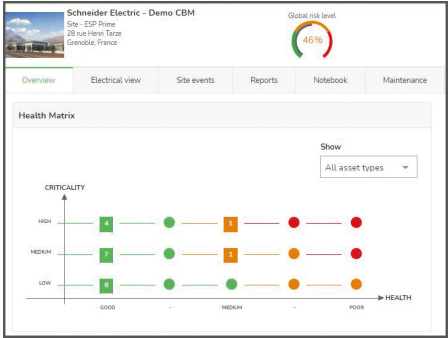 Schneider Electric - Demo CBM
Site - ESP Prime
28 rue Henri Tarze
Grenoble, France
Global risk level
46%
Overview Electrical view Site events Reports Notebook Maintenance
Health Matrix
Show
All asset types
CRITICALITY
HIGH 4 1
MEDIUM 7 1
LOW 6
HEALTH
GOOD - MEDIUM - POOR